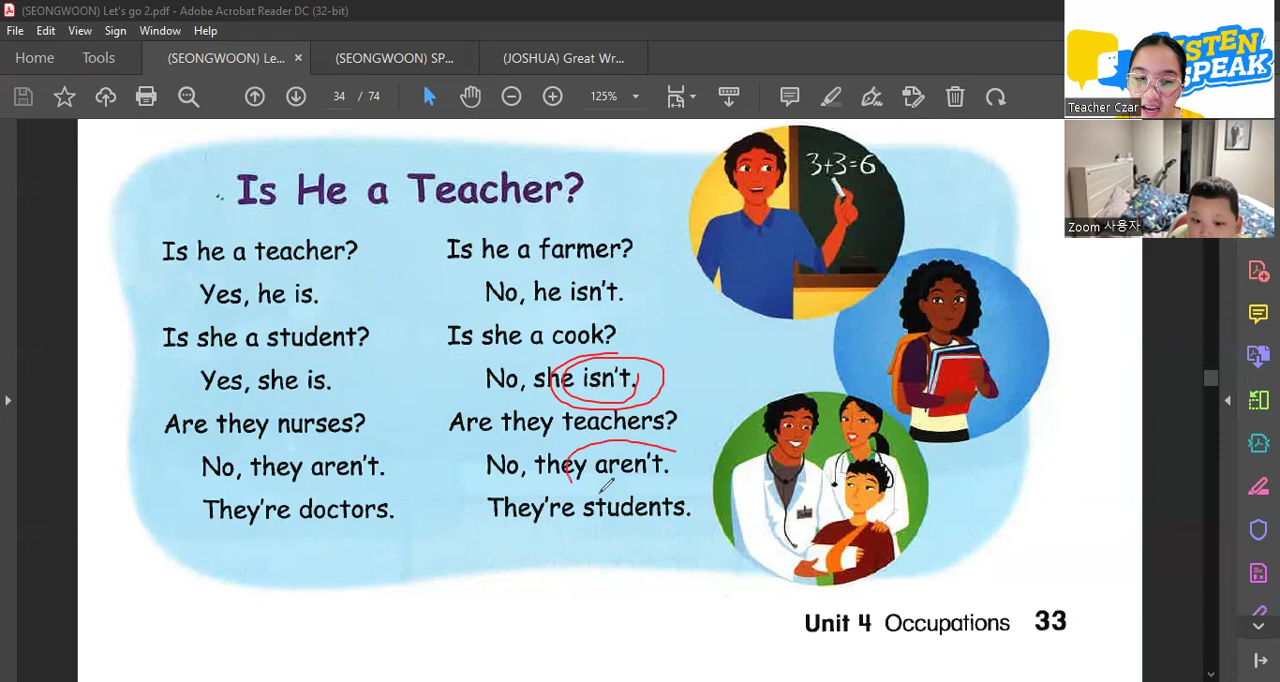 (SEONGWOON) Let's go 2.pdf - Adobe Acrobat Reader DC (32-bit)
File Edit View Sign Window Help
Home Tools (SEONGWOON) Le... × (SEONGWOON) SP... (JOSHUA) Great Wr...
34 / 74 125%
Teacher Czar
Zoom 사용자
Is He a Teacher?
Is he a teacher?
Yes, he is.
Is she a student?
Yes, she is.
Are they nurses?
No, they aren't.
They're doctors.
Is he a farmer?
No, he isn't.
Is she a cook?
No, she isn't.
Are they teachers?
No, they aren't.
They're students.
3+3=6
Unit 4 Occupations 33